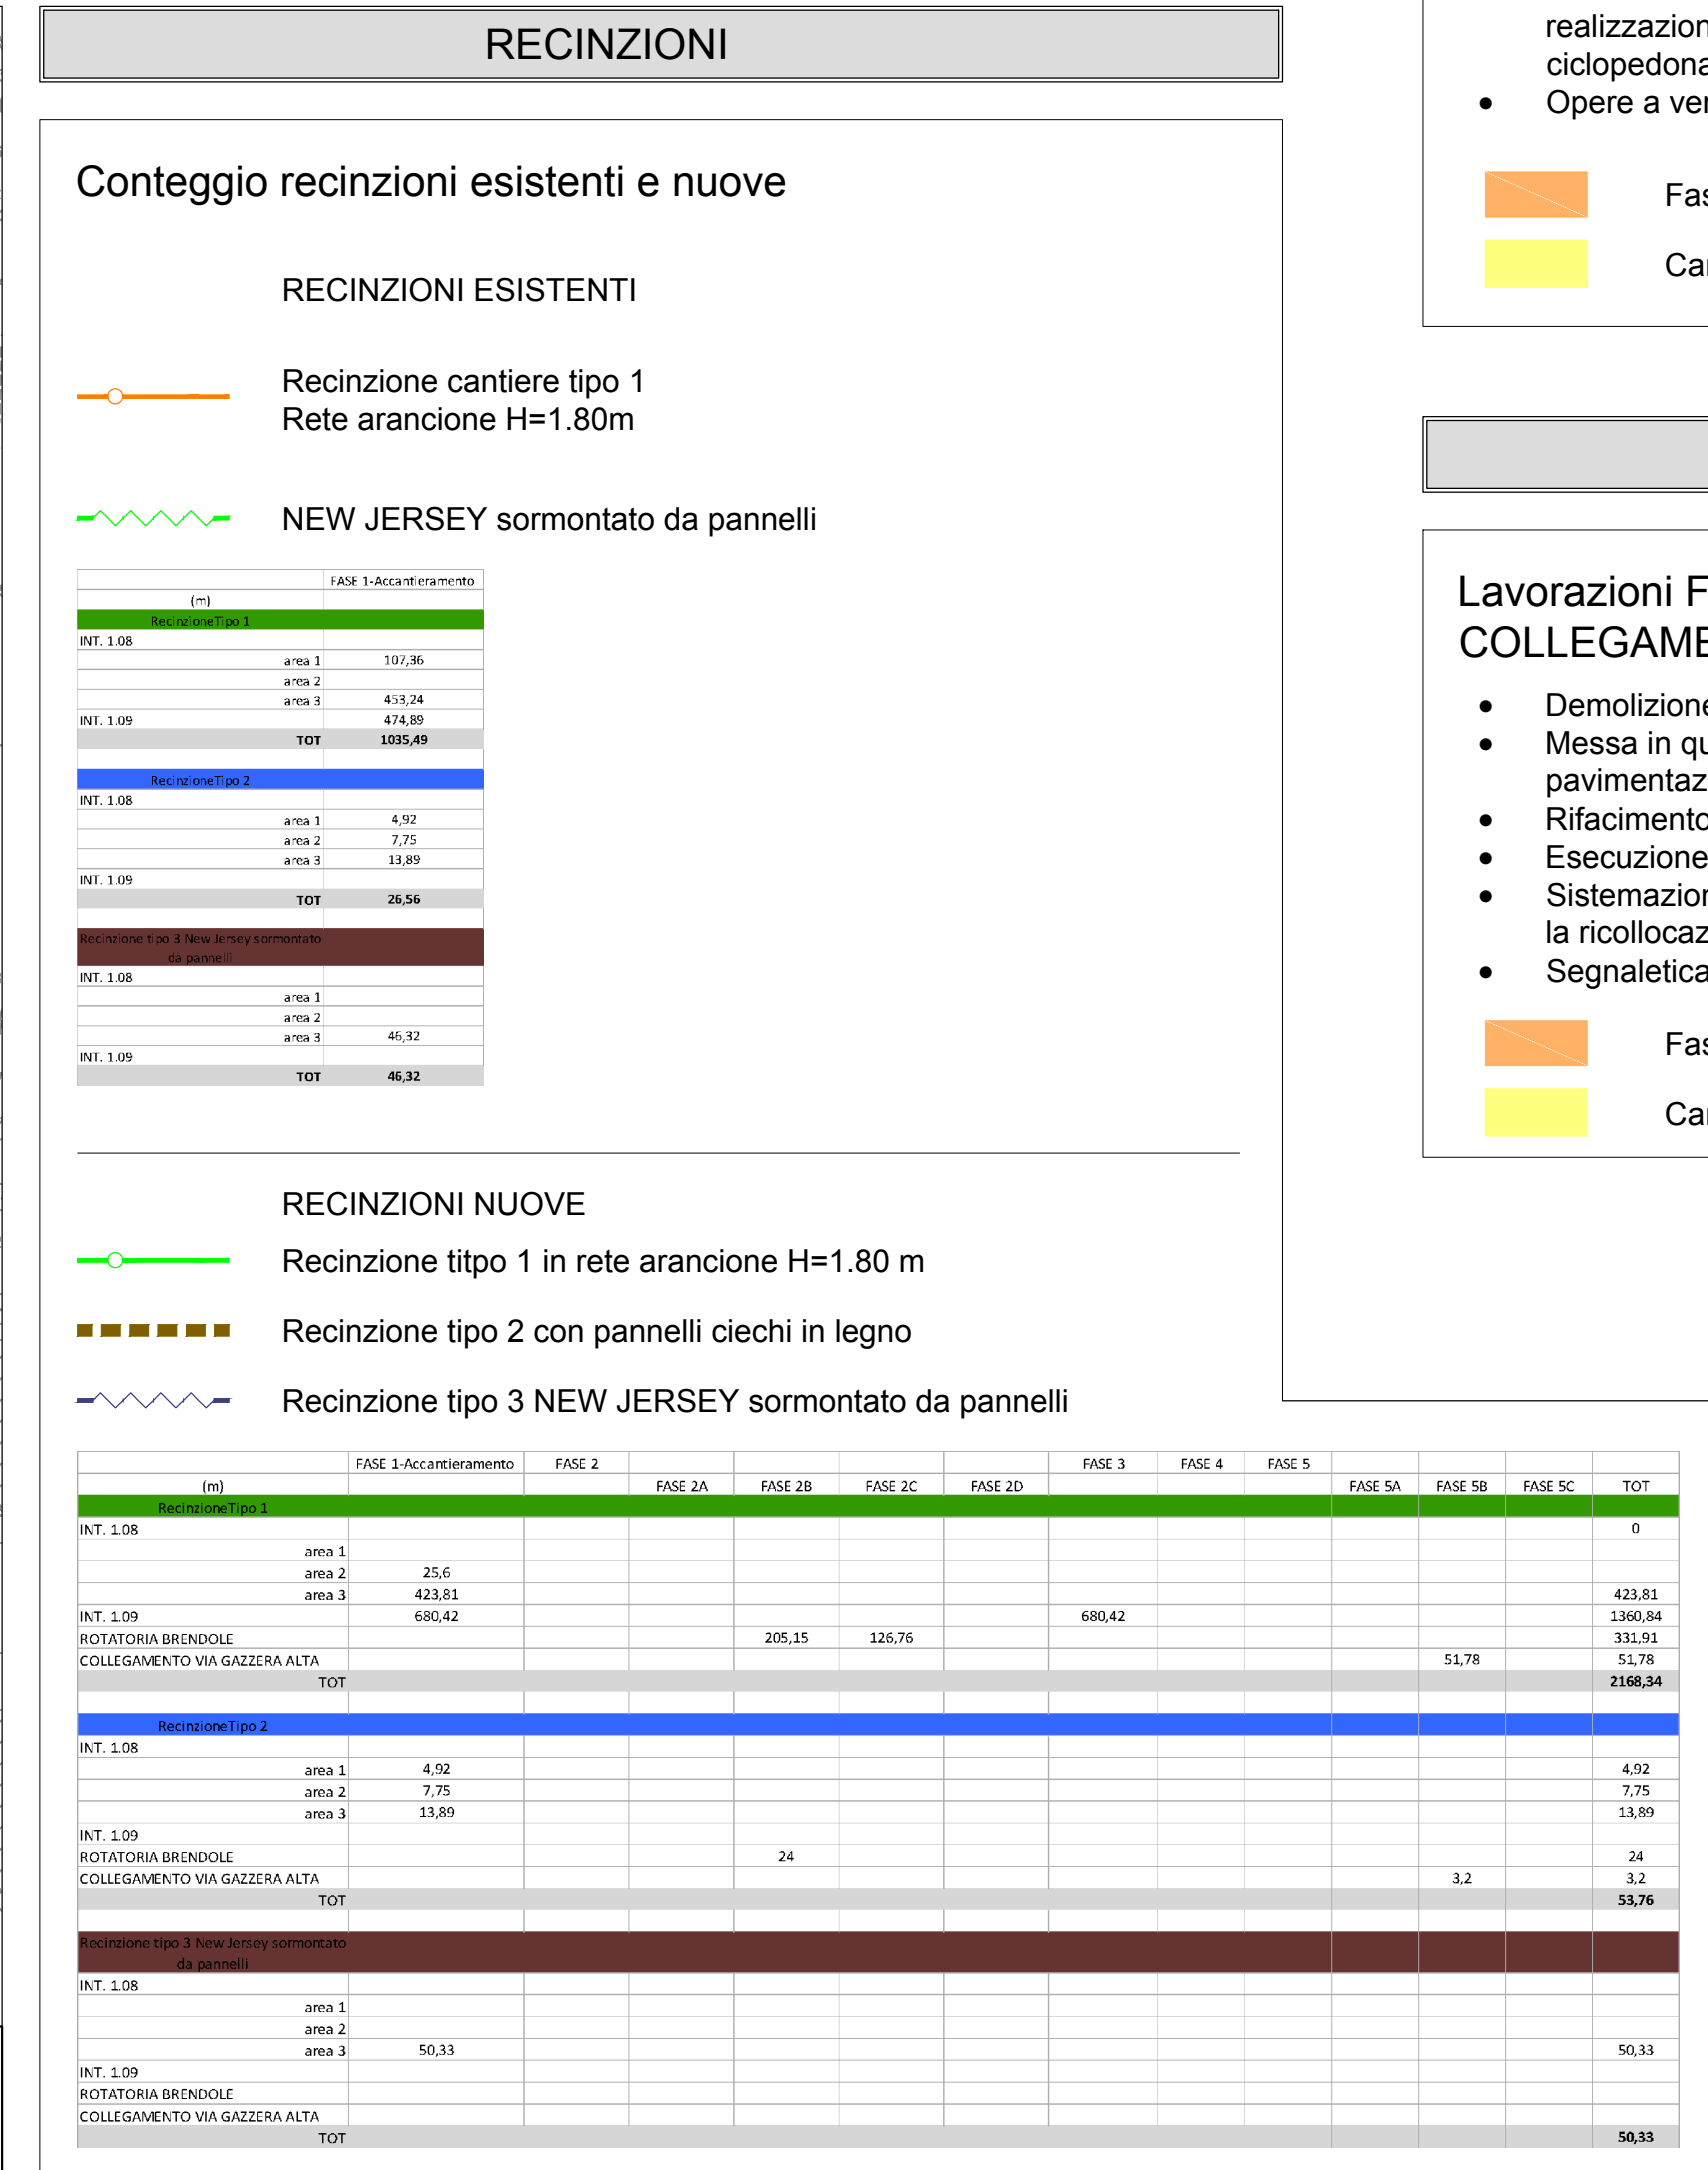 RECINZIONI
Conteggio recinzioni esistenti e nuove
RECINZIONI ESISTENTI
Recinzione cantiere tipo 1
Rete arancione H=1.80m
NEW JERSEY sormontato da pannelli
FASE 1-Accantieramento
(m)
RecinzioneTipo 1
INT. 1.08
area 1 107,36
area 2
area 3 453,24
INT. 1.09 474,89
TOT 1035,49
RecinzioneTipo 2
INT. 1.08
area 1 4,92
area 2 7,75
area 3 13,89
INT. 1.09
TOT 26,56
Recinzione tipo 3 New Jersey sormontato
da pannelli
INT. 1.08
area 1
area 2
area 3 46,32
INT. 1.09
TOT 46,32
RECINZIONI NUOVE
Recinzione titpo 1 in rete arancione H=1.80 m
Recinzione tipo 2 con pannelli ciechi in legno
Recinzione tipo 3 NEW JERSEY sormontato da pannelli
FASE 1-Accantieramento FASE 2 FASE 3 FASE 4 FASE 5
(m) FASE 2A FASE 2B FASE 2C FASE 2D FASE 5A FASE 5B FASE 5C TOT
RecinzioneTipo 1
INT. 1.08 0
area 1
area 2 25,6
area 3 423,81 423,81
INT. 1.09 680,42 680,42 1360,84
ROTATORIA BRENDOLE 205,15 126,76 331,91
COLLEGAMENTO VIA GAZZERA ALTA 51,78 51,78
TOT 2168,34
RecinzioneTipo 2
INT. 1.08
area 1 4,92 4,92
area 2 7,75 7,75
area 3 13,89 13,89
INT. 1.09
ROTATORIA BRENDOLE 24 24
COLLEGAMENTO VIA GAZZERA ALTA 3,2 3,2
TOT 53,76
Recinzione tipo 3 New Jersey sormontato
da pannelli
INT. 1.08
area 1
area 2
area 3 50,33 50,33
INT. 1.09
ROTATORIA BRENDOLE
COLLEGAMENTO VIA GAZZERA ALTA
TOT 50,33
realizzazion
ciclopedona
• Opere a ver
Fas
Car
Lavorazioni F
COLLEGAME
• Demolizione
• Messa in qu
pavimentaz
• Rifacimento
• Esecuzione
• Sistemazion
la ricollocaz
• Segnaletica
Fas
Car